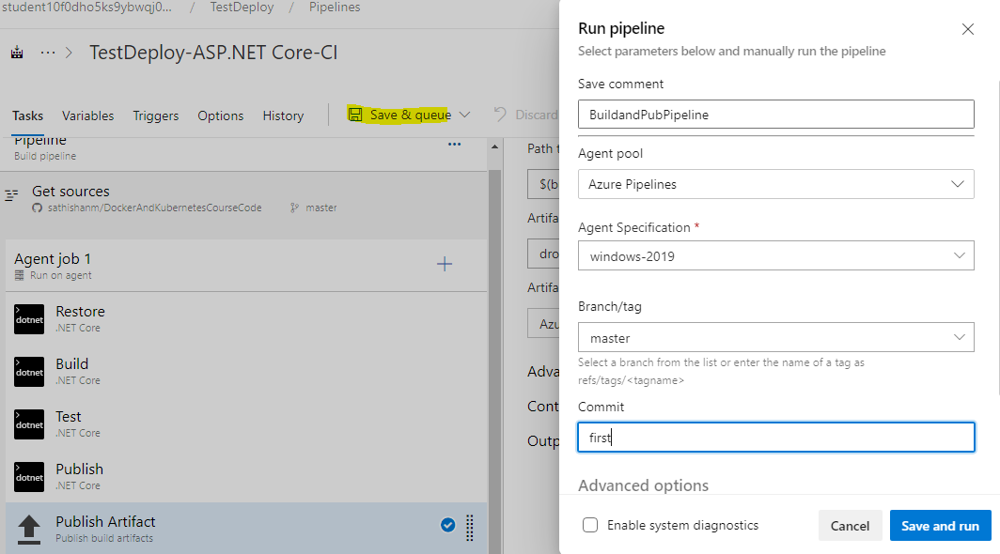 student10f0dho5ks9ybwqj0... / TestDeploy / Pipelines
... > TestDeploy-ASP.NET Core-CI
Tasks Variables Triggers Options History Save & queue Discard
Pipeline
Build pipeline
...
Get sources
sathishanm/DockerAndKubernetesCourseCode master
Agent job 1
Run on agent
dotnet
Restore
.NET Core
dotnet
Build
.NET Core
dotnet
Test
.NET Core
dotnet
Publish
.NET Core
Publish Artifact
Publish build artifacts
Path t
$(b
Artifa
dro
Artifa
Azu
Adva
Cont
Outp
Run pipeline
Select parameters below and manually run the pipeline
Save comment
BuildandPubPipeline
Agent pool
Azure Pipelines
Agent Specification *
windows-2019
Branch/tag
master
Select a branch from the list or enter the name of a tag as
refs/tags/<tagname>
Commit
first
Advanced options
Enable system diagnostics
Cancel
Save and run